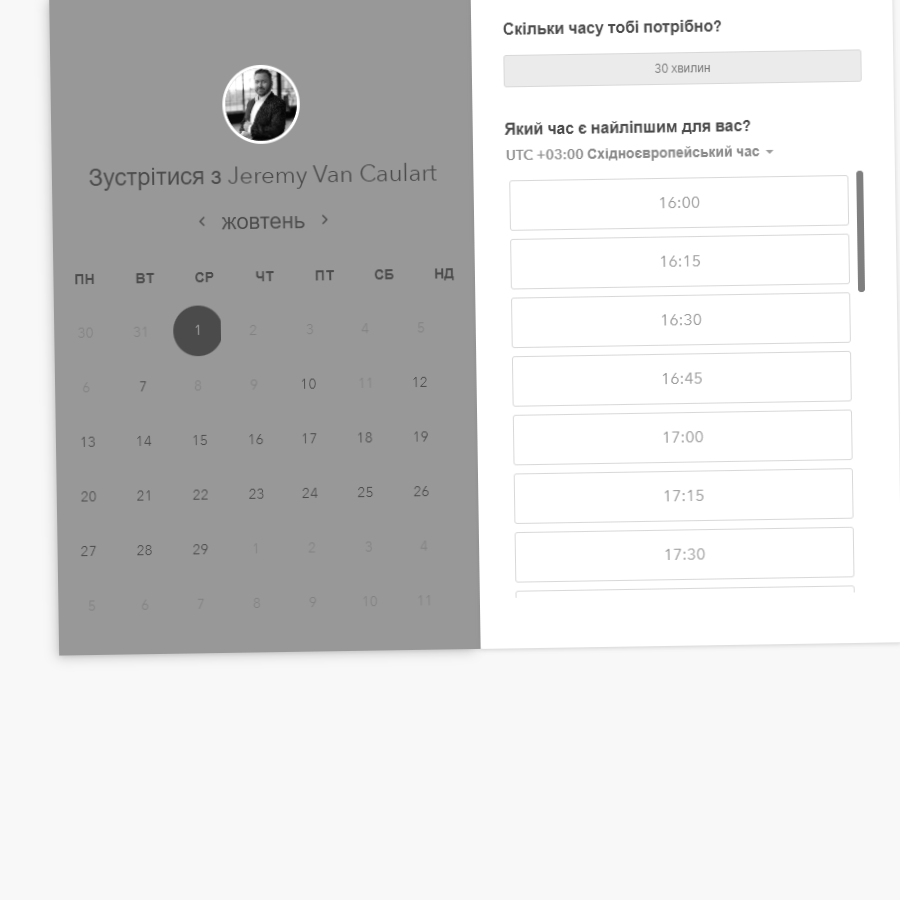 Зустрітися з Jeremy Van Caulart
жовтень
ПН ВТ СР ЧТ ПТ СБ НД
30 31 1 2 3 4 5
6 7 8 9 10 11 12
13 14 15 16 17 18 19
20 21 22 23 24 25 26
27 28 29 1 2 3 4
5 6 7 8 9 10 11
Скільки часу тобі потрібно?
30 хвилин
Який час є найліпшим для вас?
UTC +03:00 Східноєвропейський час
16:00
16:15
16:30
16:45
17:00
17:15
17:30